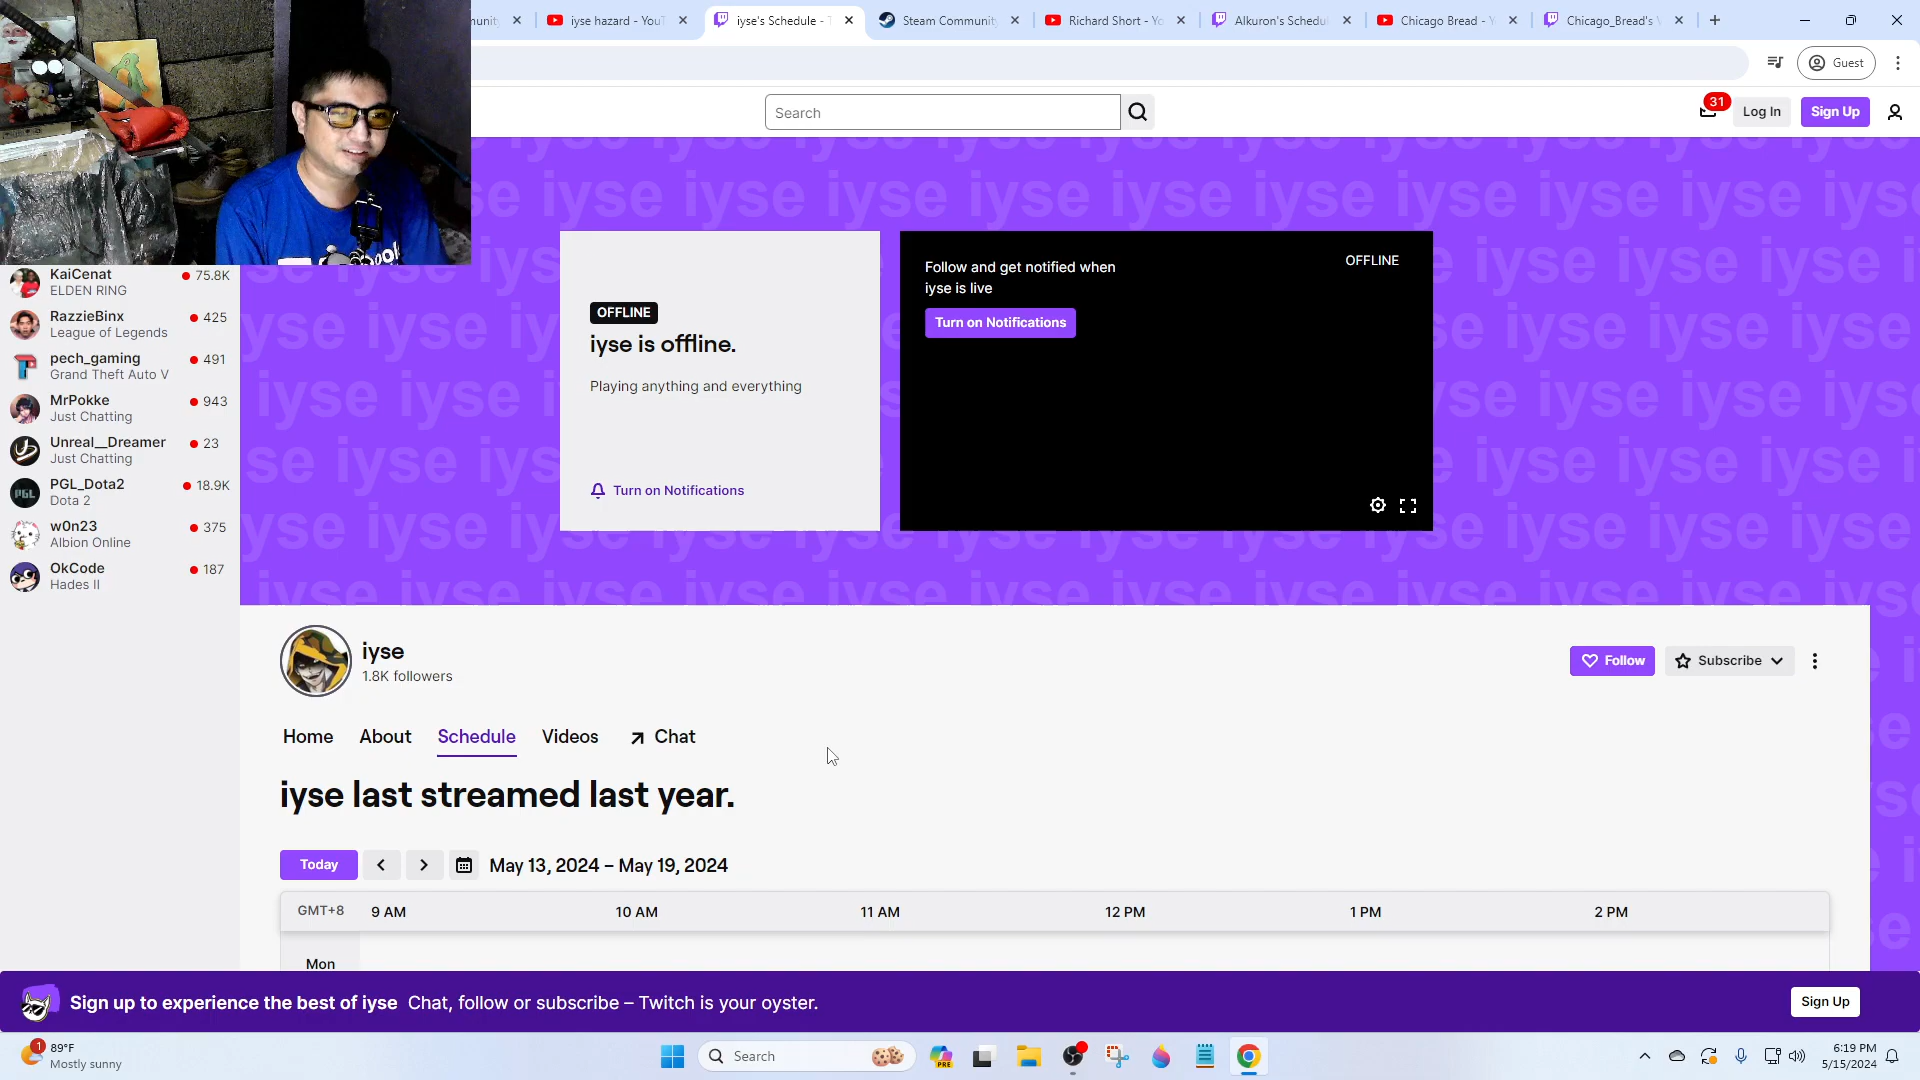 iyse hazard - YouT
iyse's Schedule - T
Steam Communit
Richard Short - Yo
Alkuron's Schedul
Chicago Bread - Y
Chicago_Bread's V
Guest
Search
31
Log In
Sign Up
KaiCenat
75.8K
ELDEN RING
RazzieBinx
425
League of Legends
pech_gaming
491
Grand Theft Auto V
MrPokke
943
Just Chatting
Unreal__Dreamer
23
Just Chatting
PGL_Dota2
18.9K
Dota 2
w0n23
375
Albion Online
OkCode
187
Hades II
OFFLINE
iyse is offline.
Playing anything and everything
Turn on Notifications
Follow and get notified when
iyse is live
OFFLINE
Turn on Notifications
iyse
1.8K followers
Follow
Subscribe
Home About Schedule Videos Chat
iyse last streamed last year.
Today
May 13, 2024 – May 19, 2024
GMT+8 9 AM 10 AM 11 AM 12 PM 1 PM 2 PM
Mon
Sign up to experience the best of iyse Chat, follow or subscribe – Twitch is your oyster.
Sign Up
1
89°F
Mostly sunny
Search
PRE
6:19 PM
5/15/2024